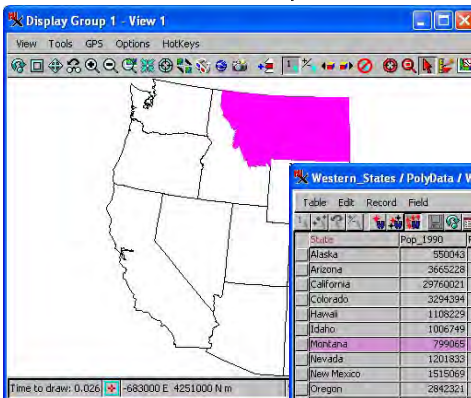 Display Group 1 - View 1
View Tools GPS Options HotKeys
1
Western_States / PolyData /
Table Edit Record Field
State Pop_1990
Alaska 550043
Arizona 3665228
California 29760021
Colorado 3294394
Hawaii 1108229
Idaho 1006749
Montana 799065
Nevada 1201833
New Mexico 1515069
Oregon 2842321
Time to draw: 0.026 -683000 E 4251000 N m